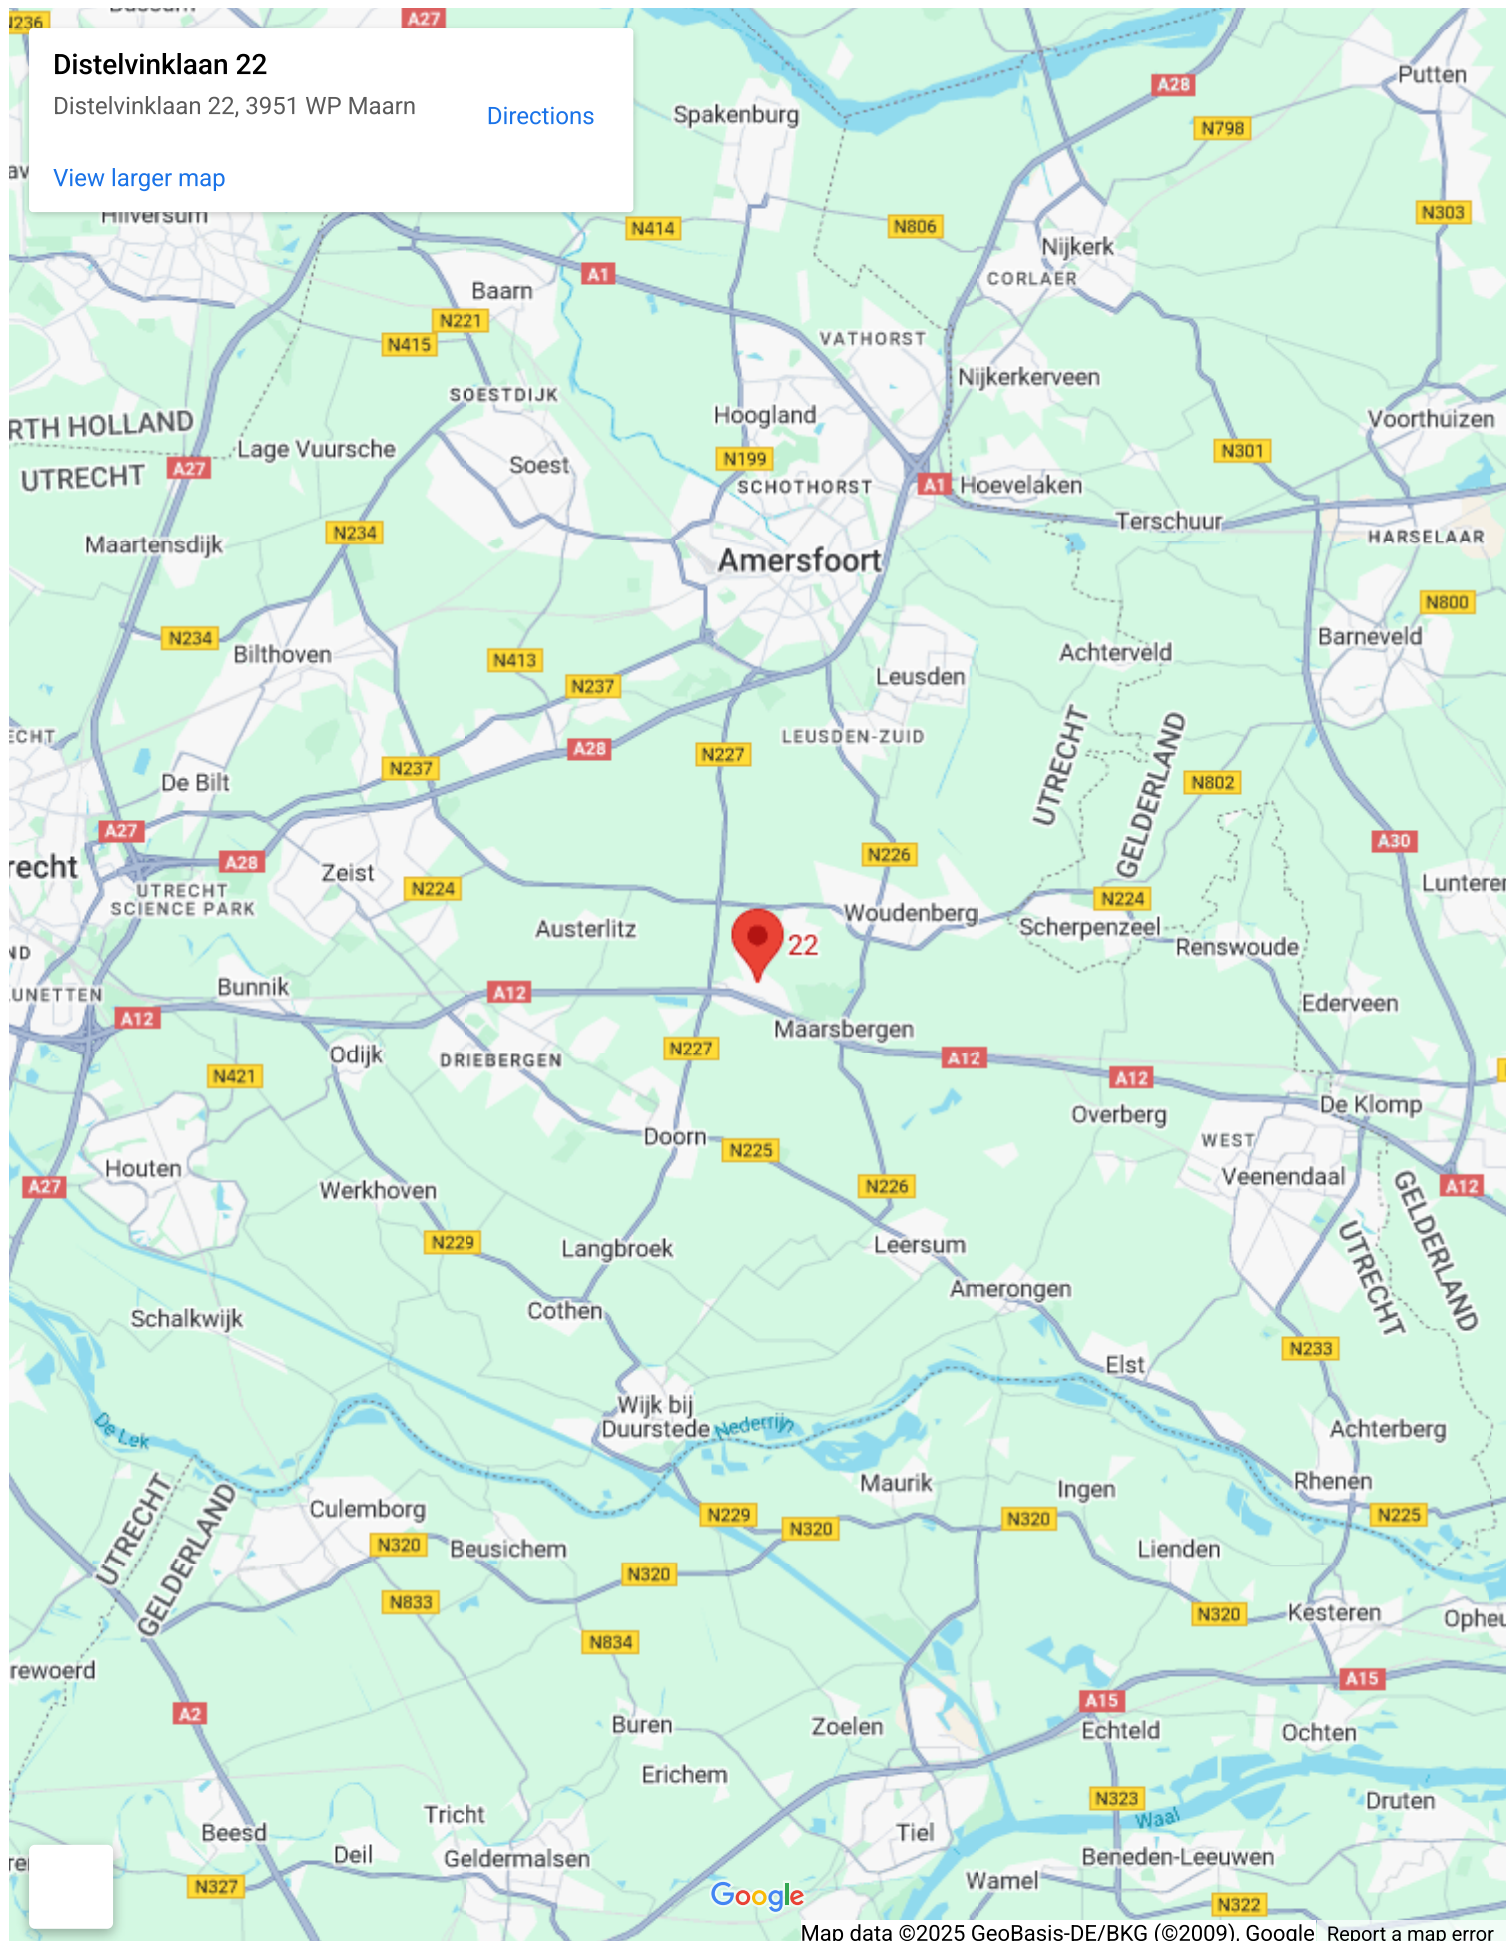 N236
A27
Distelvinklaan 22
Distelvinklaan 22, 3951 WP Maarn
Directions
View larger map
Putten
A28
Spakenburg
N798
Hilversum
N414
N806
N303
Nijkerk
CORLAER
A1
Baarn
N221
N415
VATHORST
Nijkerkerveen
SOESTDIJK
Hoogland
Voorthuizen
RTH HOLLAND
Lage Vuursche
N301
UTRECHT
A27
Soest
N199
SCHOTHORST
A1
Hoevelaken
Terschuur
N234
HARSELAAR
Maartensdijk
Amersfoort
N800
N234
Barneveld
Bilthoven
N413
Achterveld
N237
Leusden
ECHT
LEUSDEN-ZUID
UTRECHT
GELDERLAND
A28
N227
N237
De Bilt
N802
A27
A30
recht
A28
Zeist
N226
UTRECHT
SCIENCE PARK
N224
N224
Lunteren
Austerlitz
Woudenberg
Scherpenzeel
Renswoude
22
ND
UNETTEN
Bunnik
A12
Ederveen
A12
Maarsbergen
Odijk
DRIEBERGEN
N227
A12
A12
N421
De Klomp
Overberg
Doorn
N225
WEST
Houten
Veenendaal
A27
Werkhoven
N226
A12
GELDERLAND
UTRECHT
N229
Langbroek
Leersum
Amerongen
Schalkwijk
Cothen
N233
Elst
Wijk bij
Duurstede
Nederrijn
De Lek
Achterberg
Maurik
Ingen
Rhenen
UTRECHT
GELDERLAND
Culemborg
N229
N320
N320
N225
N320
Beusichem
Lienden
N320
N833
N320
Kesteren
Opheu
N834
rewoerd
A15
A15
A2
Buren
Zoelen
Echteld
Ochten
Erichem
N323
Waal
Druten
Tricht
Beesd
Tiel
Deil
Geldermalsen
Beneden-Leeuwen
Wamel
N327
Google
N322
Map data ©2025 GeoBasis-DE/BKG (©2009), Google
Report a map error